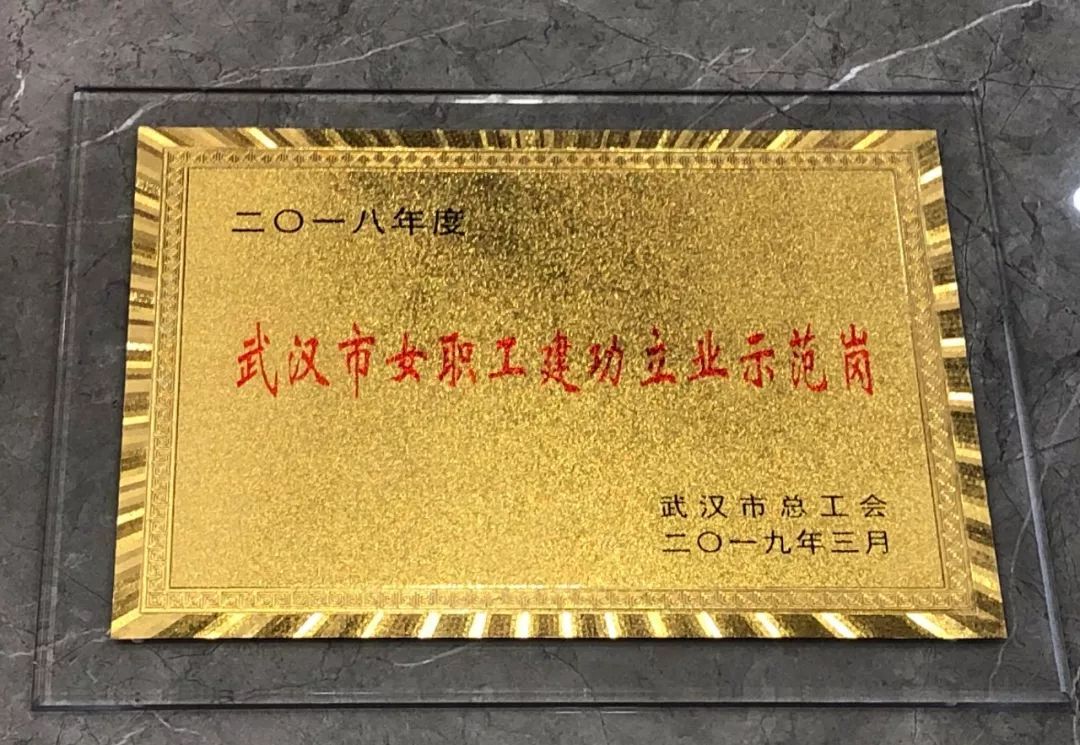 二〇一八年度
武汉市女职工建功立业示范岗
武汉市总工会
二〇一九年三月